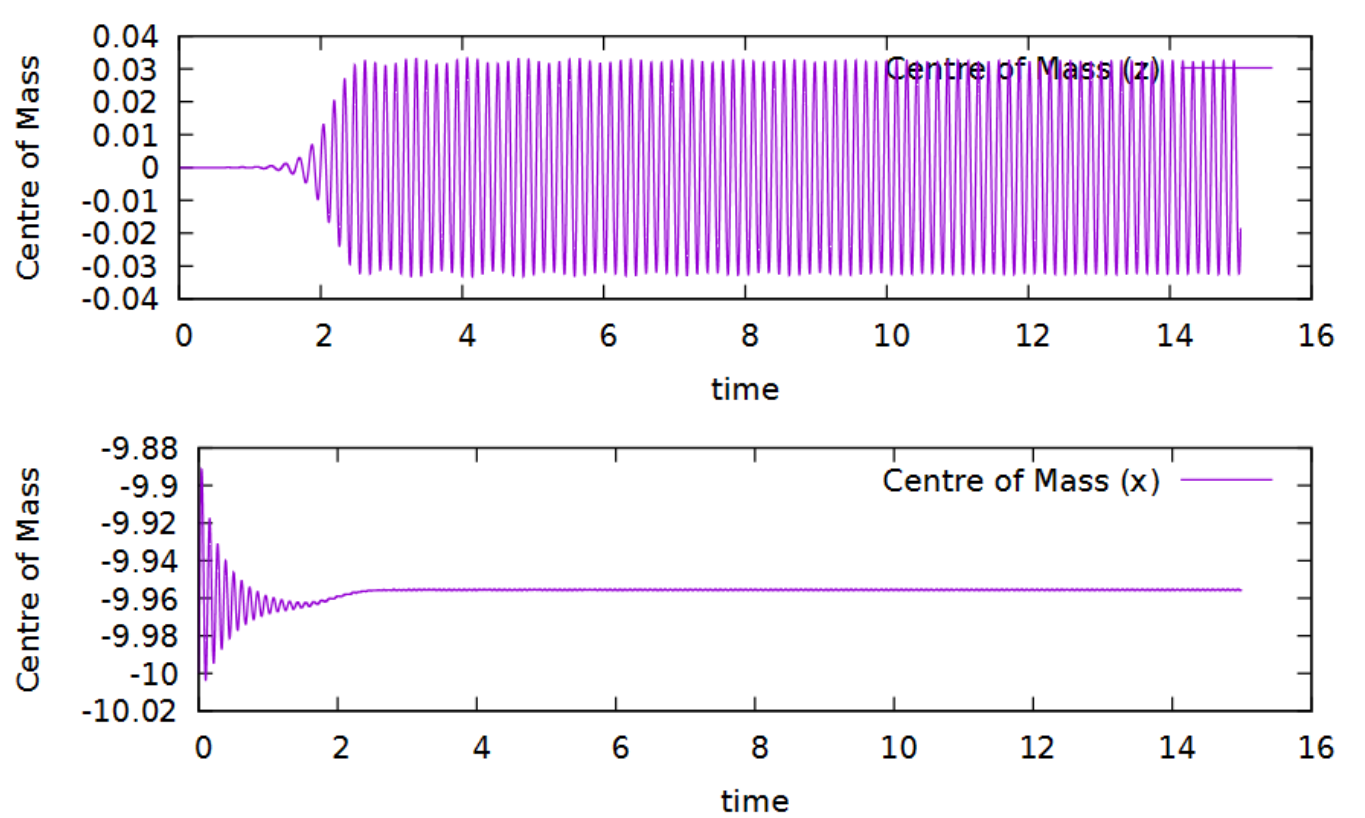 Centre of Mass
0.04
0.03
0.02
0.01
0
-0.01
-0.02
-0.03
-0.04
Centre of Mass (z)
0 2 4 6 8 10 12 14 16
time
Centre of Mass
-9.88
-9.9
-9.92
-9.94
-9.96
-9.98
-10
-10.02
Centre of Mass (x)
0 2 4 6 8 10 12 14 16
time